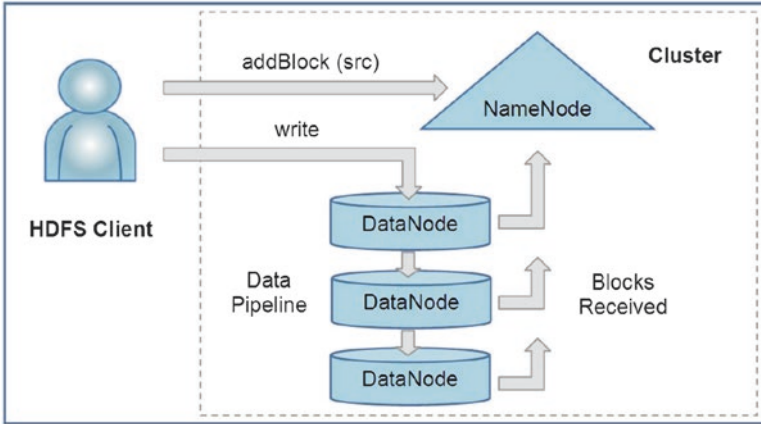 addBlock (src)
Cluster
NameNode
write
HDFS Client
DataNode
Data
Pipeline
DataNode
Blocks
Received
DataNode